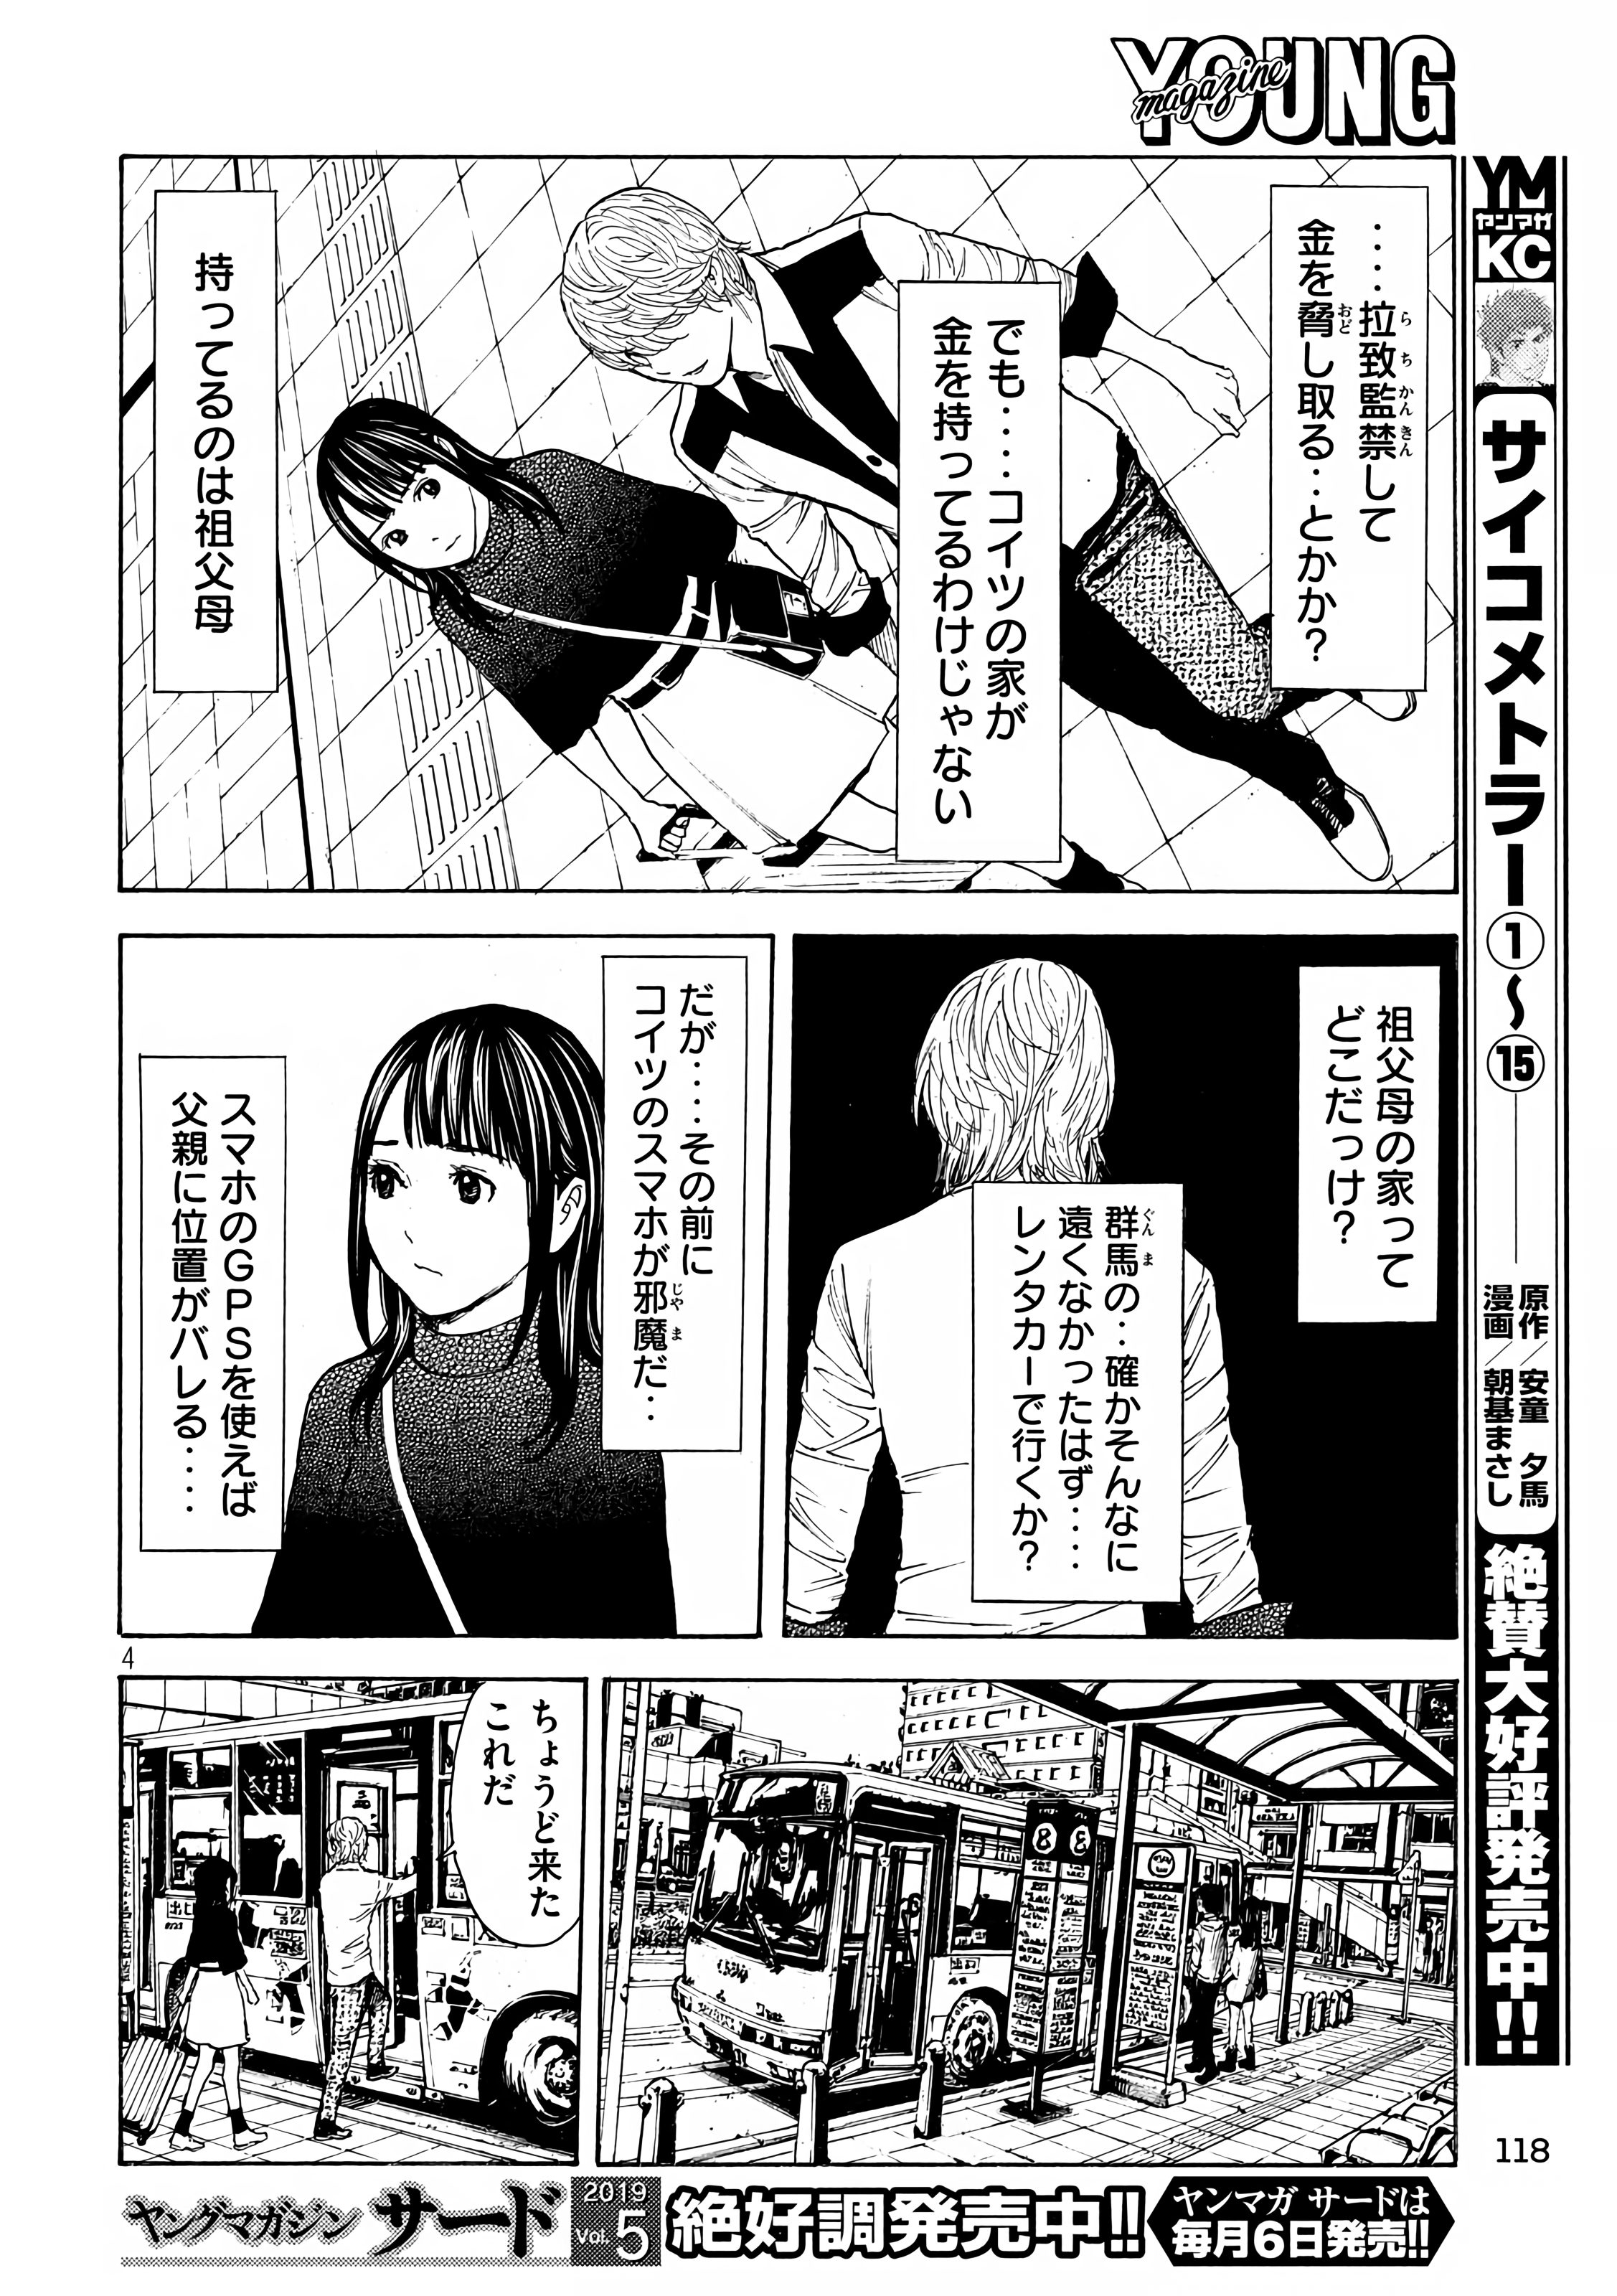 YOUNG
magazine
‥‥拉致監禁して
金を脅し取る‥とかか?
でも‥‥コイツの家が
金を持ってるわけじゃない
持ってるのは祖父母
祖父母の家って
どこだっけ?
群馬の‥確かそんなに
遠くなかったはず‥‥
レンタカーで行くか?
だが‥‥その前に
コイツのスマホが邪魔だ‥
スマホのGPSを使えば
父親に位置がバレる‥‥
4
ちょうど来た
これだ
8
YM
ヤンマガ
KC
サイコメトラー①〜⑮
原作/安童 夕馬
漫画/朝基まさし
絶賛大好評発売中!!
118
ヤングマガジン サード
2019
Vol.5
絶好調発売中!!
ヤンマガ サードは
毎月6日発売!!